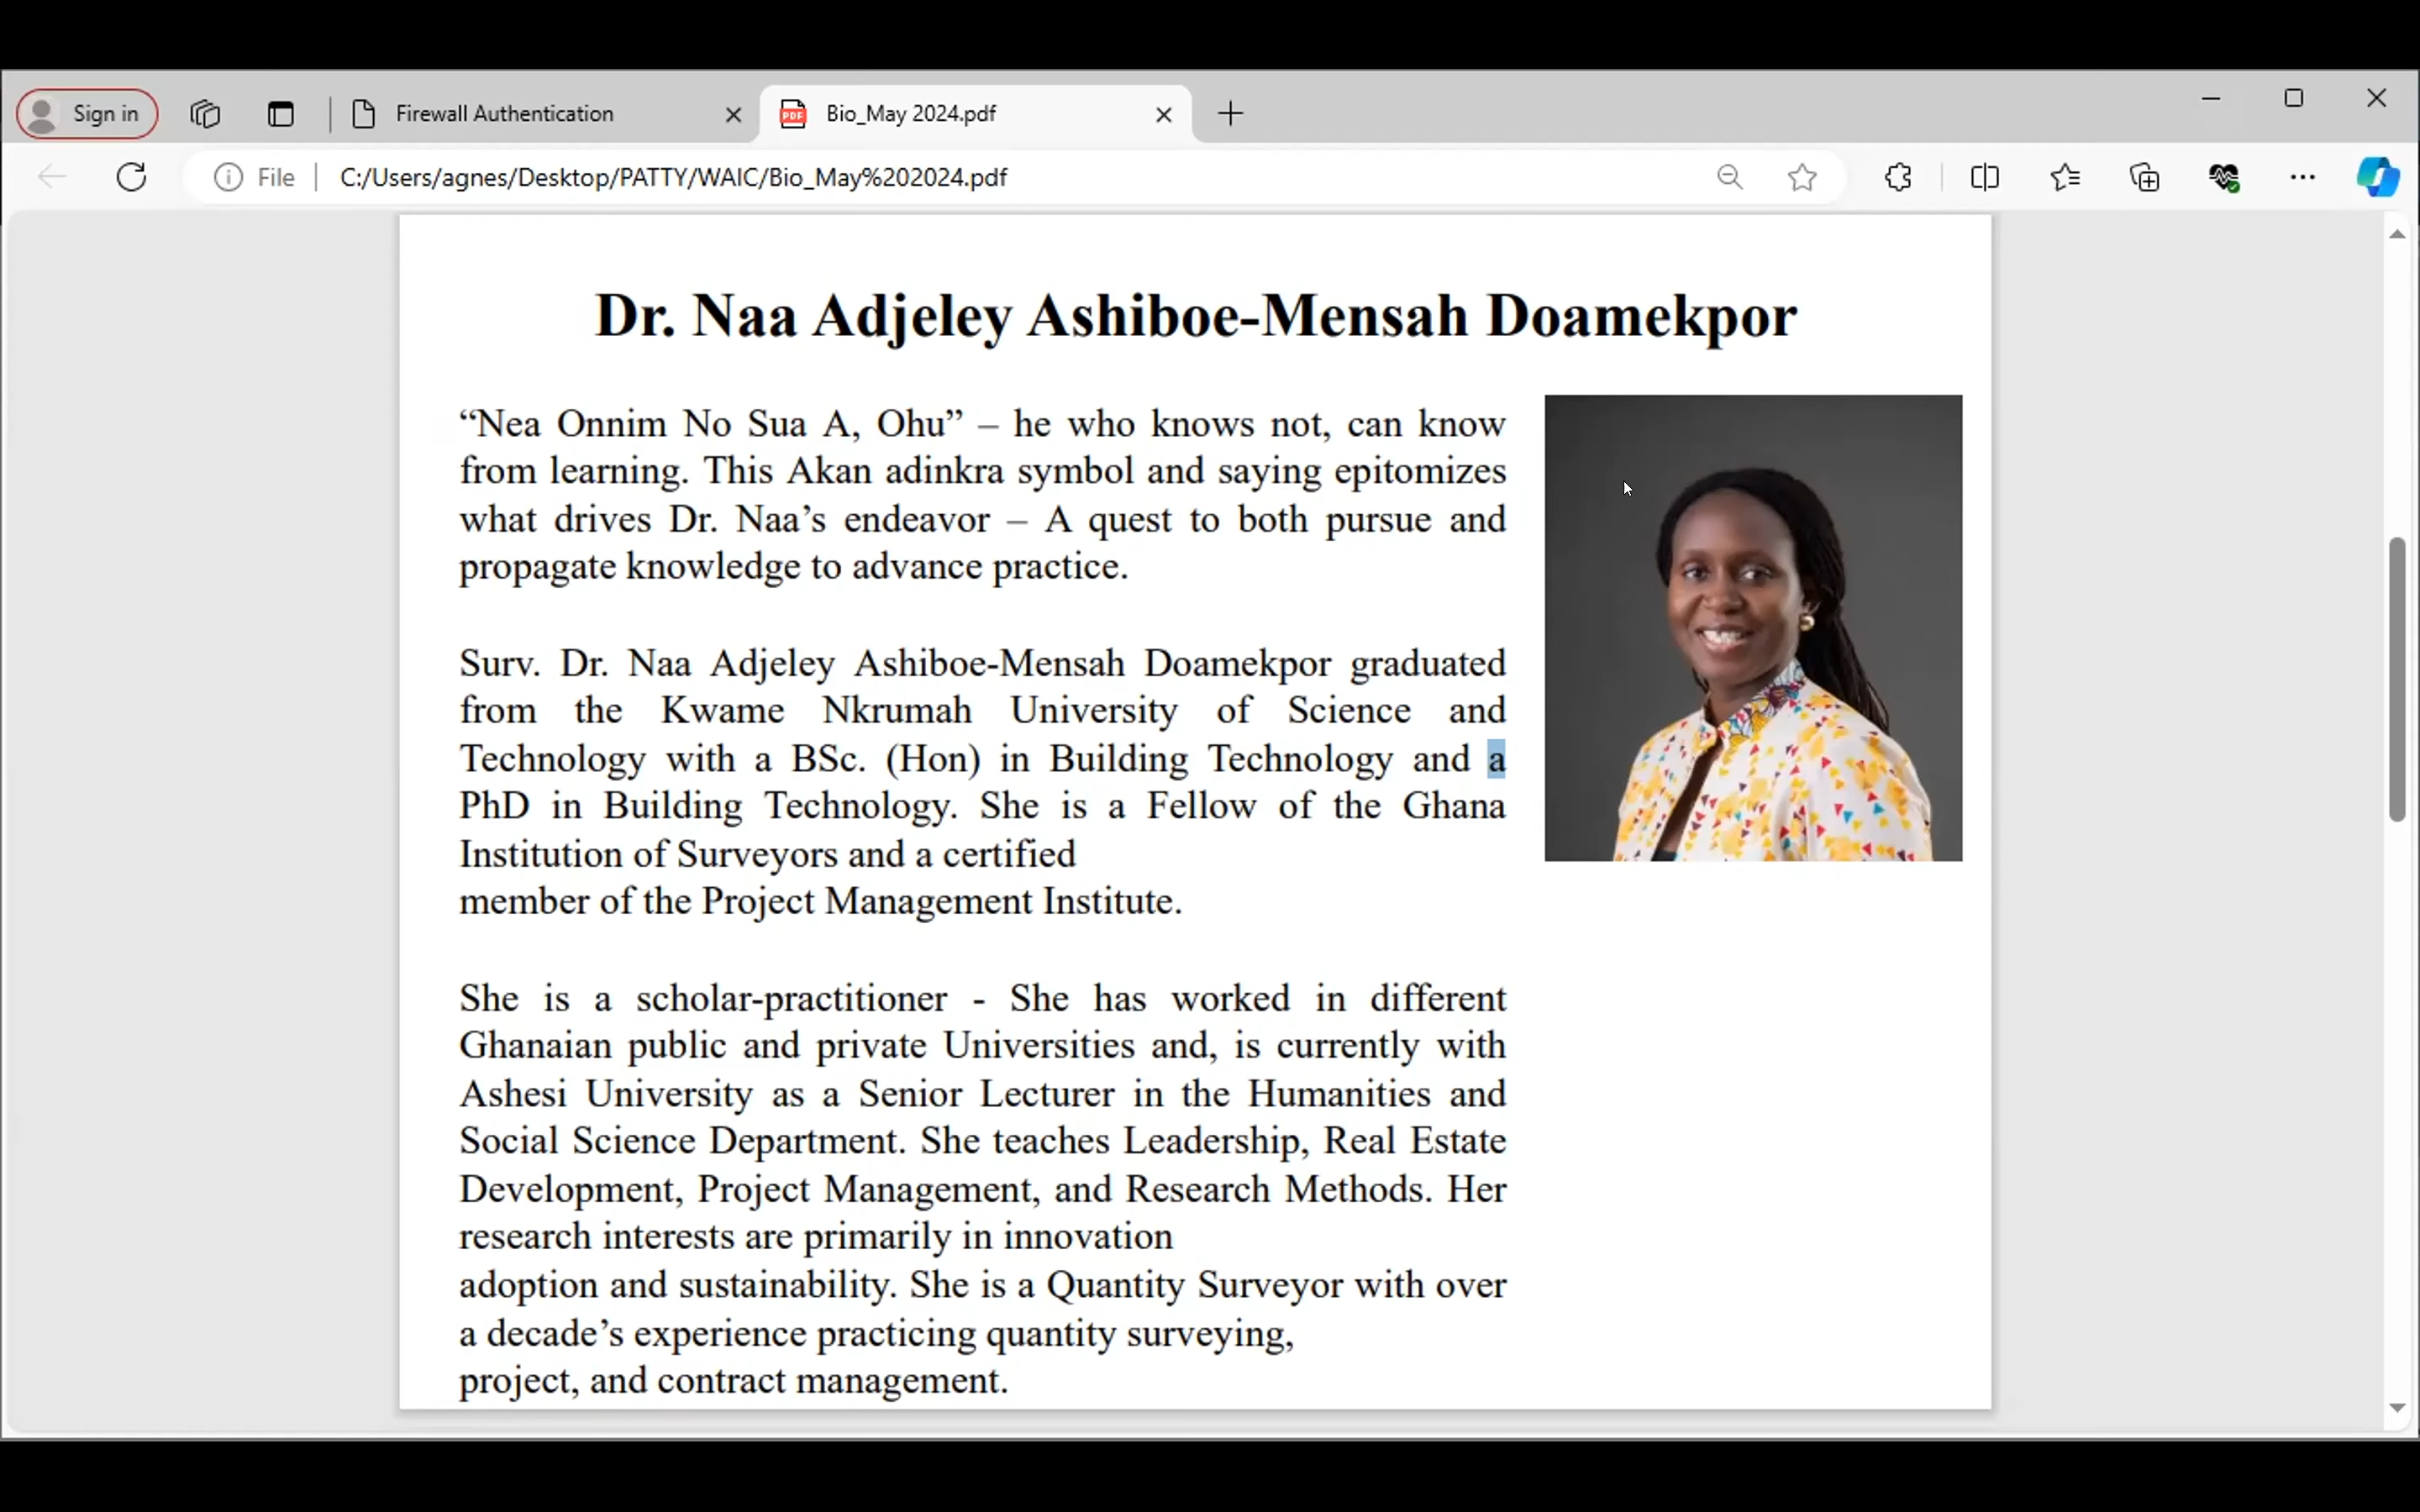 Sign in
Firewall Authentication
Bio_May 2024.pdf
File
C:/Users/agnes/Desktop/PATTY/WAIC/Bio_May%202024.pdf
Dr. Naa Adjeley Ashiboe-Mensah Doamekpor
“Nea Onnim No Sua A, Ohu” – he who knows not, can know
from learning. This Akan adinkra symbol and saying epitomizes
what drives Dr. Naa’s endeavor – A quest to both pursue and
propagate knowledge to advance practice.
Surv. Dr. Naa Adjeley Ashiboe-Mensah Doamekpor graduated
from the Kwame Nkrumah University of Science and
Technology with a BSc. (Hon) in Building Technology and a
PhD in Building Technology. She is a Fellow of the Ghana
Institution of Surveyors and a certified
member of the Project Management Institute.
She is a scholar-practitioner - She has worked in different
Ghanaian public and private Universities and, is currently with
Ashesi University as a Senior Lecturer in the Humanities and
Social Science Department. She teaches Leadership, Real Estate
Development, Project Management, and Research Methods. Her
research interests are primarily in innovation
adoption and sustainability. She is a Quantity Surveyor with over
a decade’s experience practicing quantity surveying,
project, and contract management.